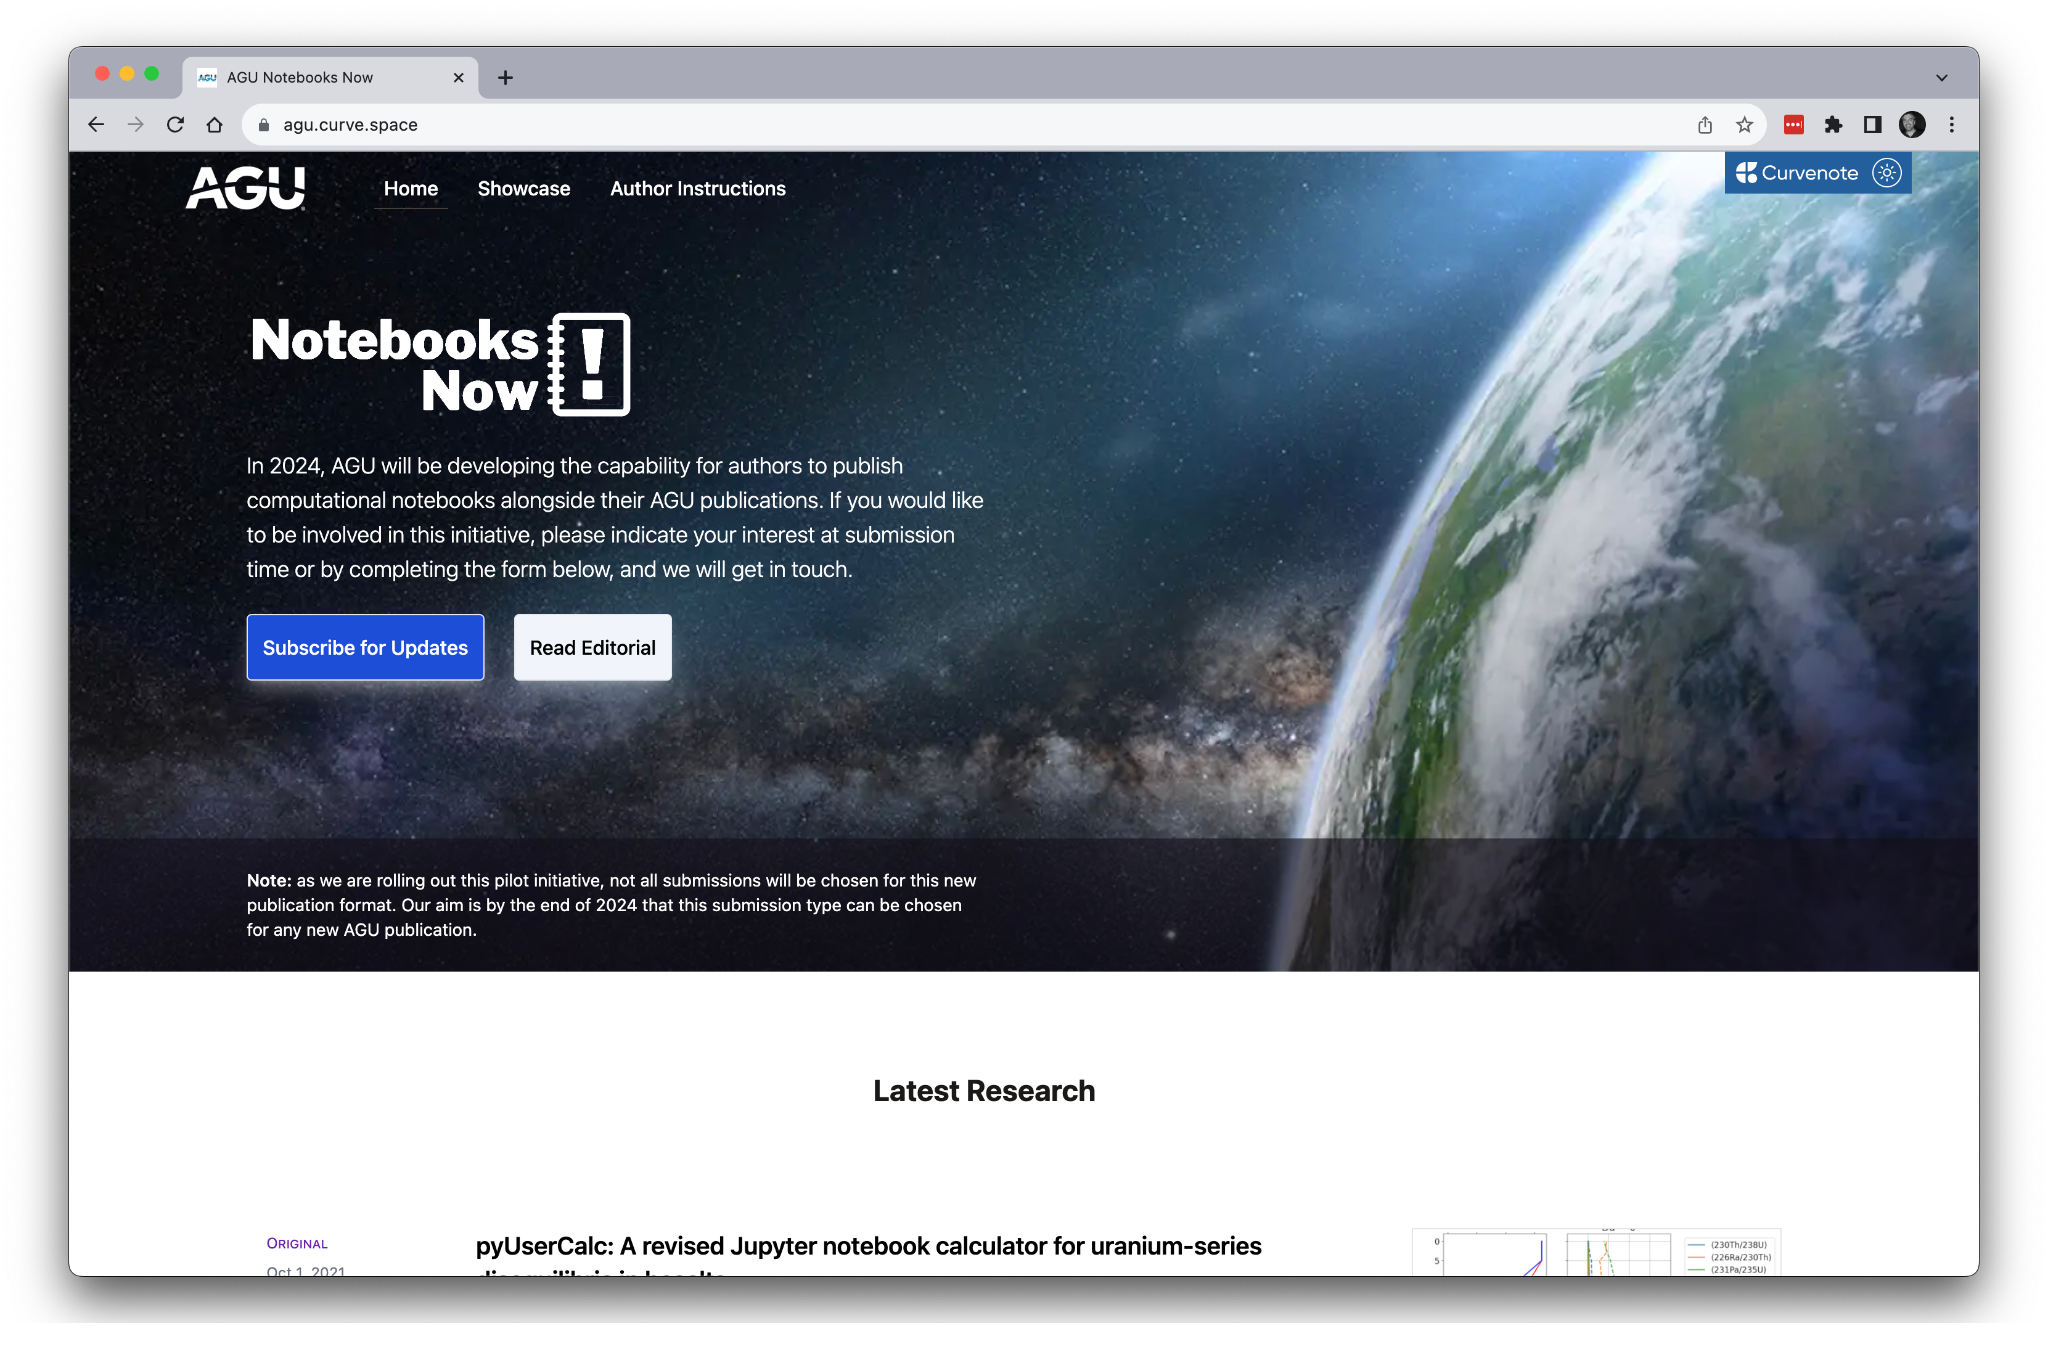 AGU Notebooks Now
agu.curve.space
AGU
Home
Showcase
Author Instructions
Curvenote
Notebooks
Now
!
In 2024, AGU will be developing the capability for authors to publish
computational notebooks alongside their AGU publications. If you would like
to be involved in this initiative, please indicate your interest at submission
time or by completing the form below, and we will get in touch.
Subscribe for Updates
Read Editorial
Note: as we are rolling out this pilot initiative, not all submissions will be chosen for this new
publication format. Our aim is by the end of 2024 that this submission type can be chosen
for any new AGU publication.
Latest Research
ORIGINAL
Oct 1, 2021
pyUserCalc: A revised Jupyter notebook calculator for uranium-series
disequilibria in basalts
0
5
(230Th/238U)
(226Ra/230Th)
(231Pa/235U)